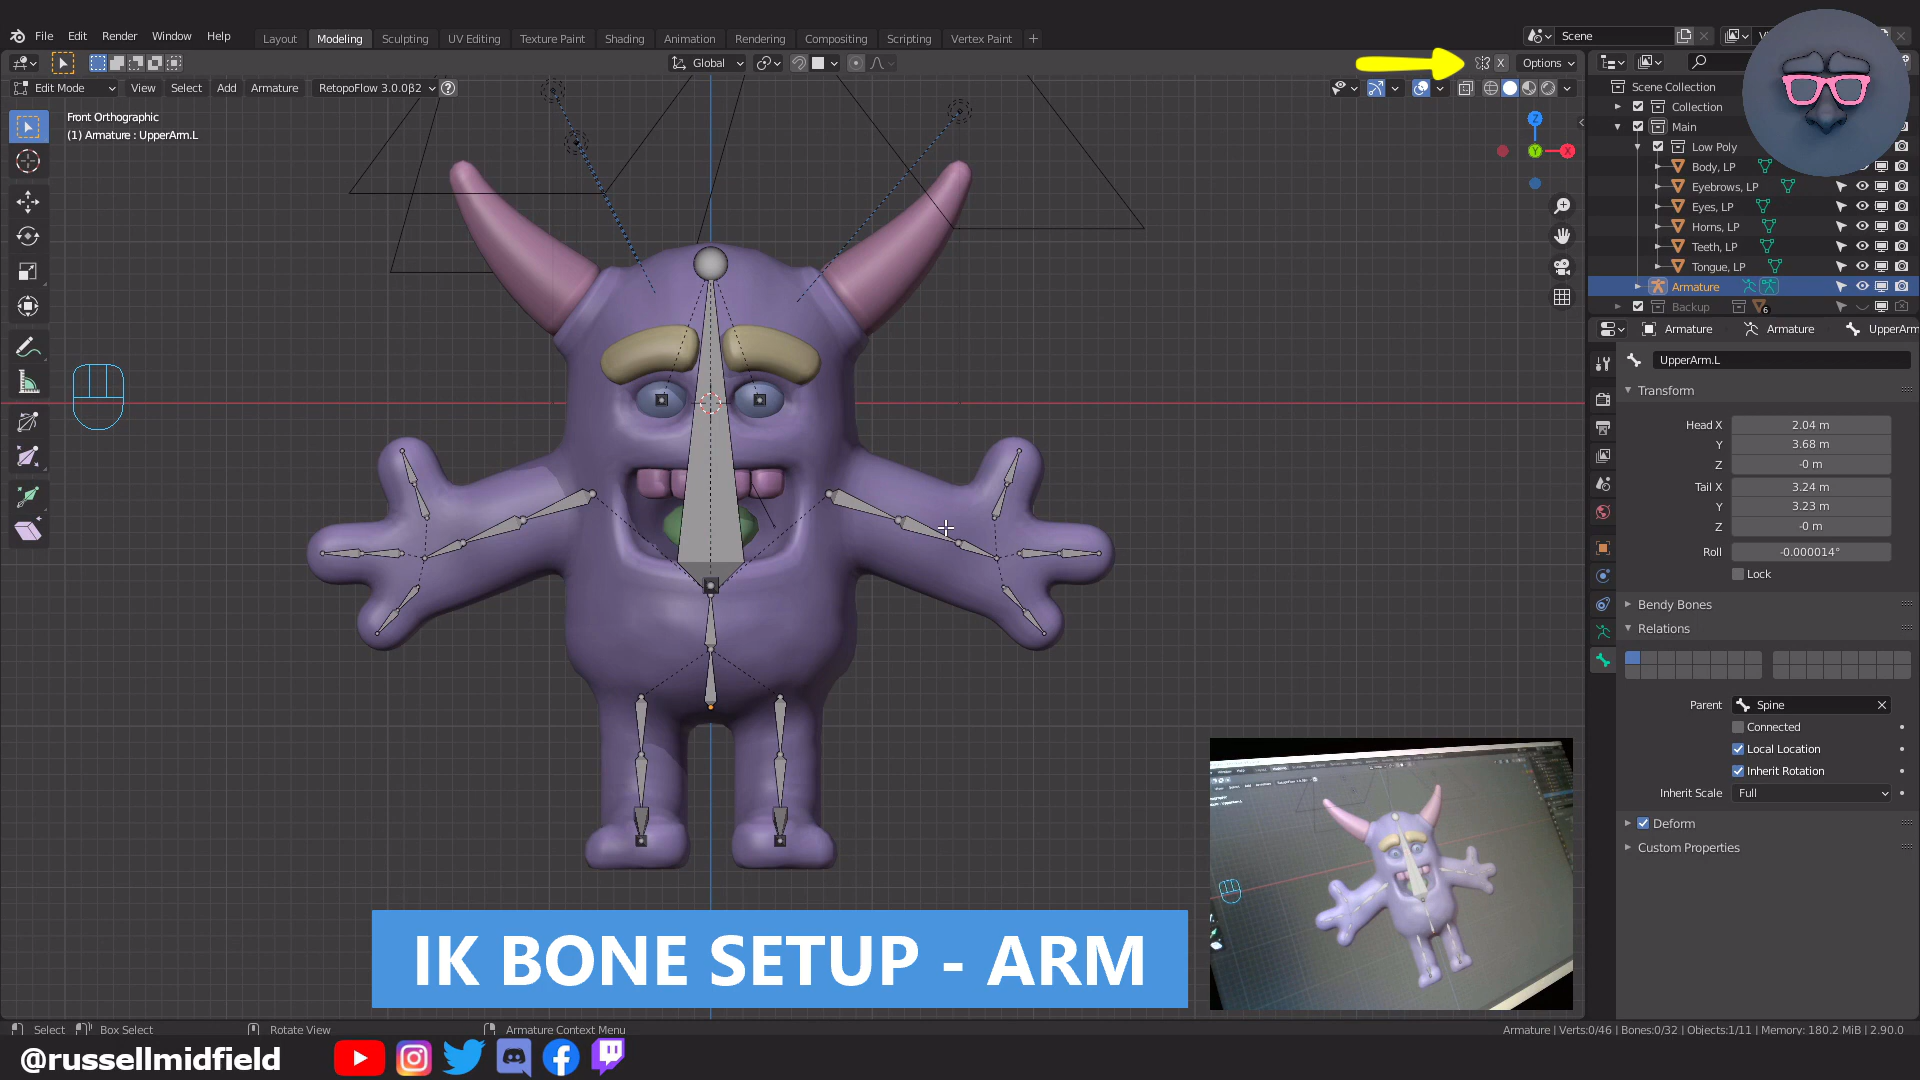 File Edit Render Window Help Layout Modeling Sculpting UV Editing Texture Paint Shading Animation Rendering Compositing Scripting Vertex Paint + Scene
Global X Options
Edit Mode View Select Add Armature RetopoFlow 3.0.0β2 ?
Front Orthographic
(1) Armature : UpperArm.L
Z
X
Y
Scene Collection
Collection
Main
Low Poly
Body, LP
Eyebrows, LP
Eyes, LP
Horns, LP
Teeth, LP
Tongue, LP
Armature
Backup 6
Armature Armature UpperArm
UpperArm.L
Transform
Head X 2.04 m
Y 3.68 m
Z -0 m
Tail X 3.24 m
Y 3.23 m
Z -0 m
Roll -0.000014°
Lock
Bendy Bones
Relations
Parent Spine
Connected
Local Location
Inherit Rotation
Inherit Scale Full
Deform
Custom Properties
IK BONE SETUP - ARM
Select Box Select Rotate View Armature Context Menu
Armature | Verts:0/46 | Bones:0/32 | Objects:1/11 | Memory: 180.2 MiB | 2.90.0
@russellmidfield